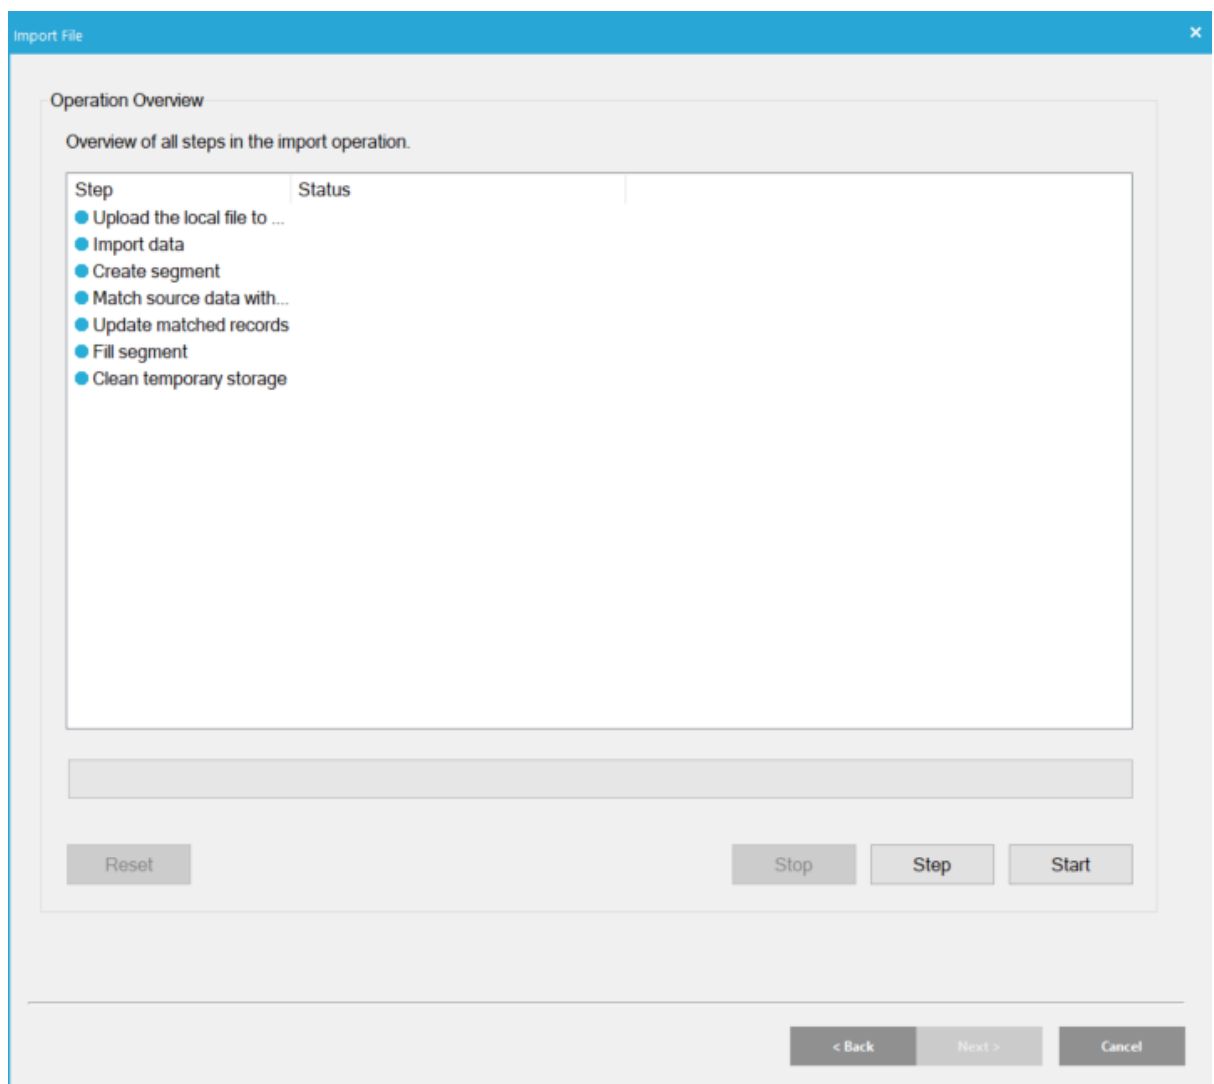 Import File
Operation Overview
Overview of all steps in the import operation.
Step Status
Upload the local file to ...
Import data
Create segment
Match source data with...
Update matched records
Fill segment
Clean temporary storage
Reset Stop Step Start
< Back Next > Cancel